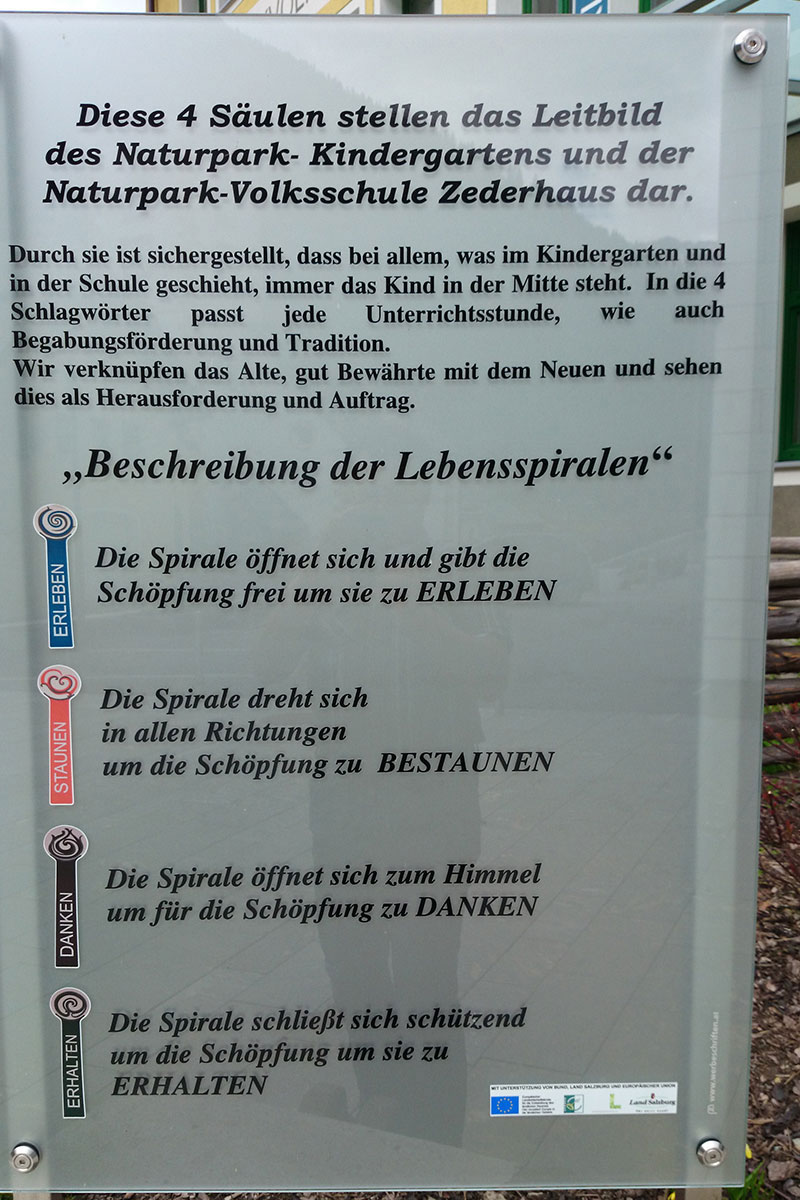 Diese 4 Säulen stellen das Leitbild
des Naturpark- Kindergartens und der
Naturpark-Volksschule Zederhaus dar.
Durch sie ist sichergestellt, dass bei allem, was im Kindergarten und
in der Schule geschieht, immer das Kind in der Mitte steht. In die 4
Schlagwörter passt jede Unterrichtsstunde, wie auch
Begabungsförderung und Tradition.
Wir verknüpfen das Alte, gut Bewährte mit dem Neuen und sehen
dies als Herausforderung und Auftrag.
„Beschreibung der Lebensspiralen“
ERLEBEN
Die Spirale öffnet sich und gibt die
Schöpfung frei um sie zu ERLEBEN
STAUNEN
Die Spirale dreht sich
in allen Richtungen
um die Schöpfung zu BESTAUNEN
DANKEN
Die Spirale öffnet sich zum Himmel
um für die Schöpfung zu DANKEN
ERHALTEN
Die Spirale schließt sich schützend
um die Schöpfung um sie zu
ERHALTEN
MIT UNTERSTÜTZUNG VON BUND, LAND SALZBURG UND EUROPÄISCHER UNION
Land Salzburg
www.werbeschriften.at